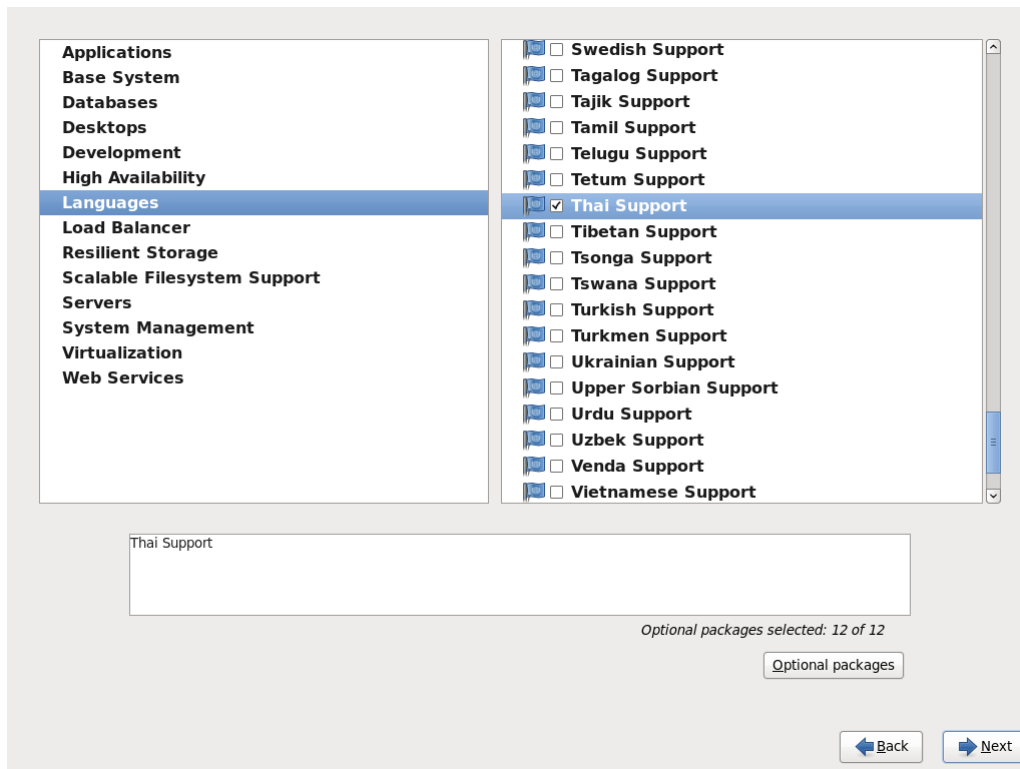 Applications
Base System
Databases
Desktops
Development
High Availability
Languages
Load Balancer
Resilient Storage
Scalable Filesystem Support
Servers
System Management
Virtualization
Web Services
Swedish Support
Tagalog Support
Tajik Support
Tamil Support
Telugu Support
Tetum Support
Thai Support
Tibetan Support
Tsonga Support
Tswana Support
Turkish Support
Turkmen Support
Ukrainian Support
Upper Sorbian Support
Urdu Support
Uzbek Support
Venda Support
Vietnamese Support
Thai Support
Optional packages selected: 12 of 12
Optional packages
Back
Next